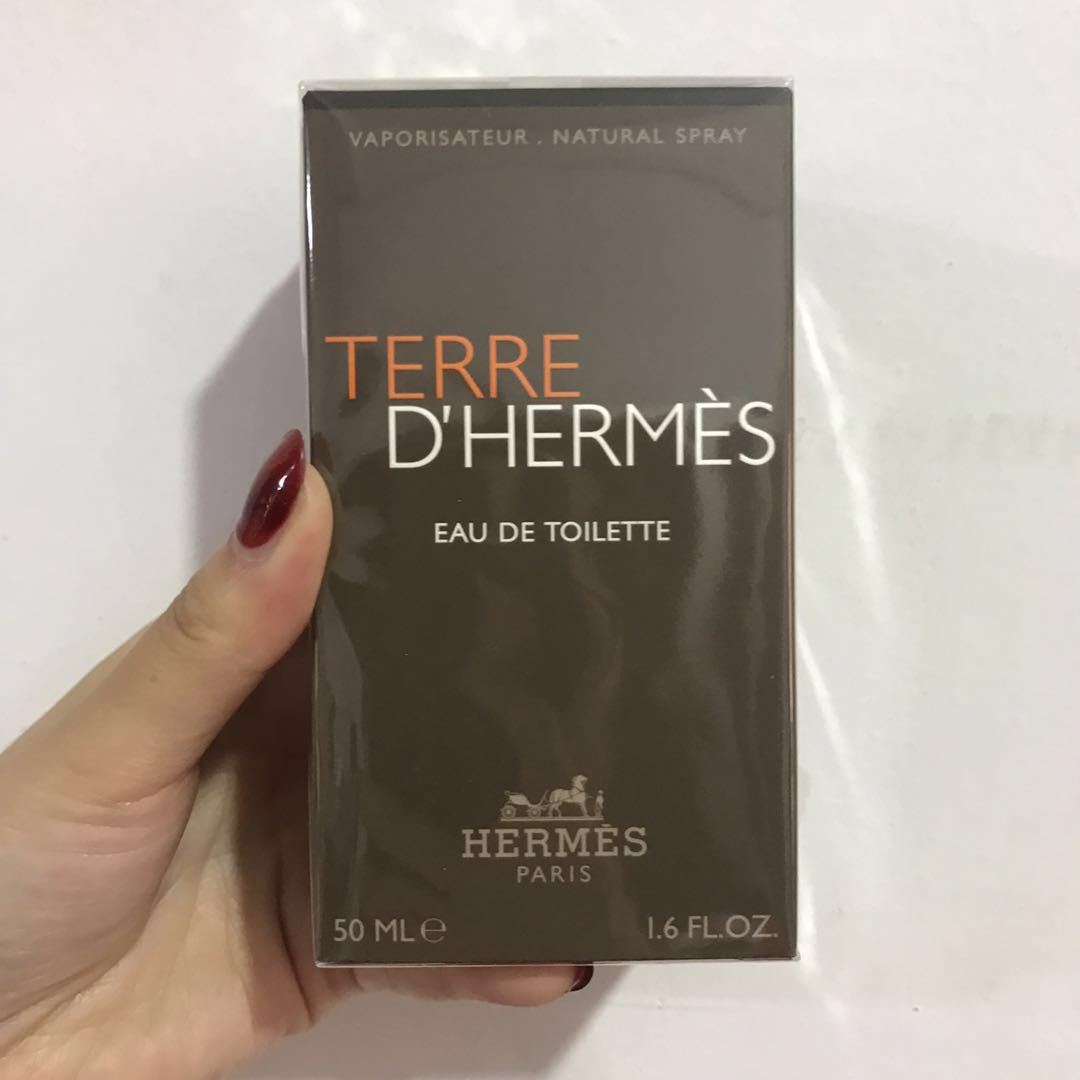 VAPORISATEUR . NATURAL SPRAY
TERRE
D'HERMÈS
EAU DE TOILETTE
HERMÈS
PARIS
50 ML ℮ 1.6 FL.OZ.